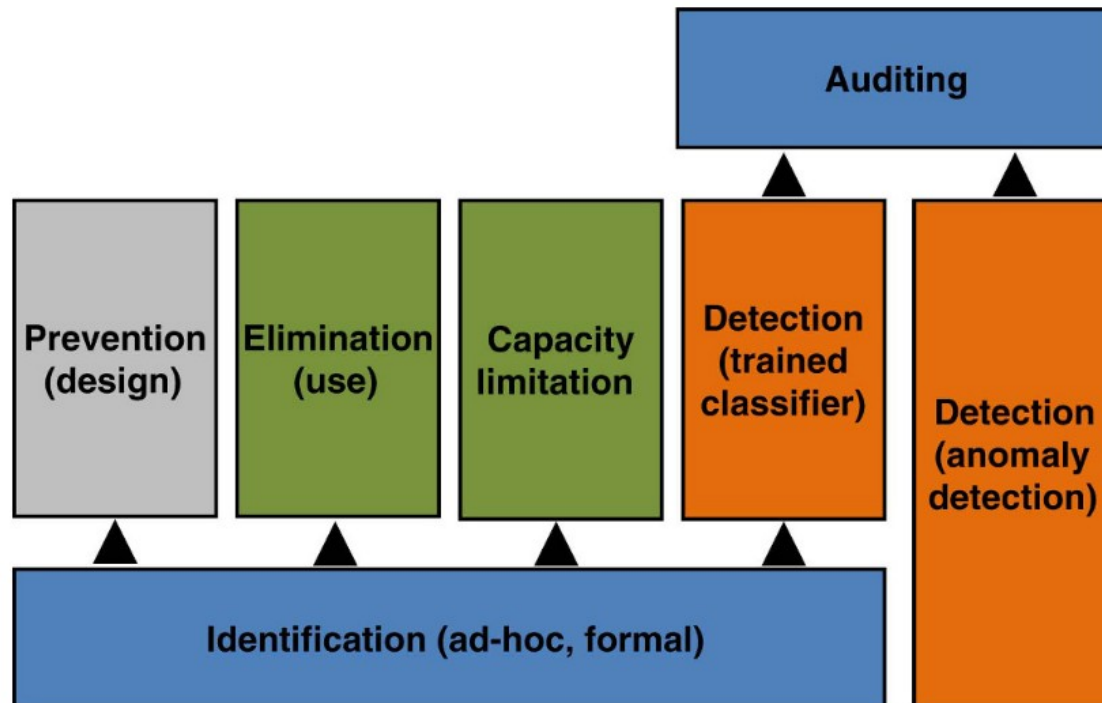 Auditing
Prevention
(design)
Elimination
(use)
Capacity
limitation
Detection
(trained
classifier)
Detection
(anomaly
detection)
Identification (ad-hoc, formal)